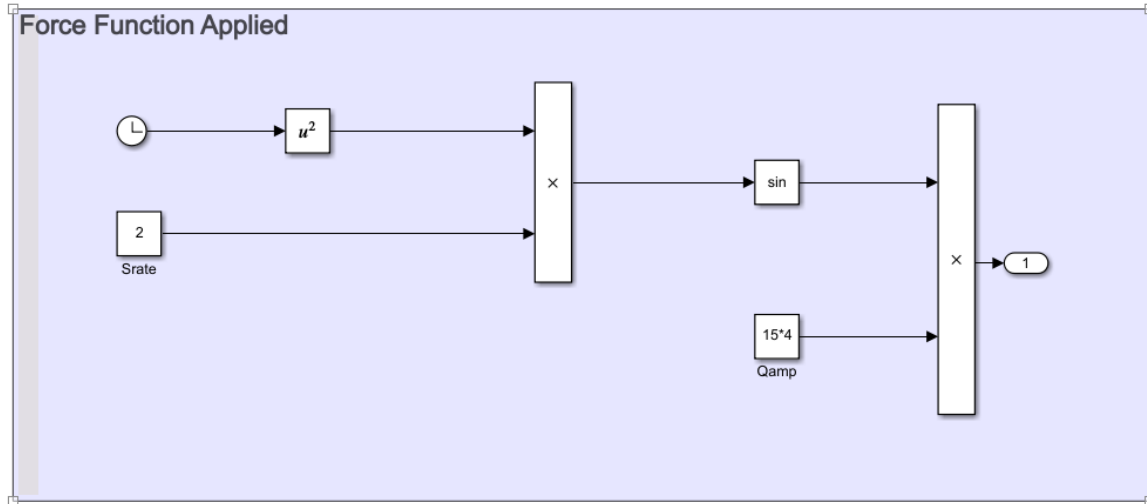 Force Function Applied
u²
×
2
Srate
sin
×
1
15*4
Qamp